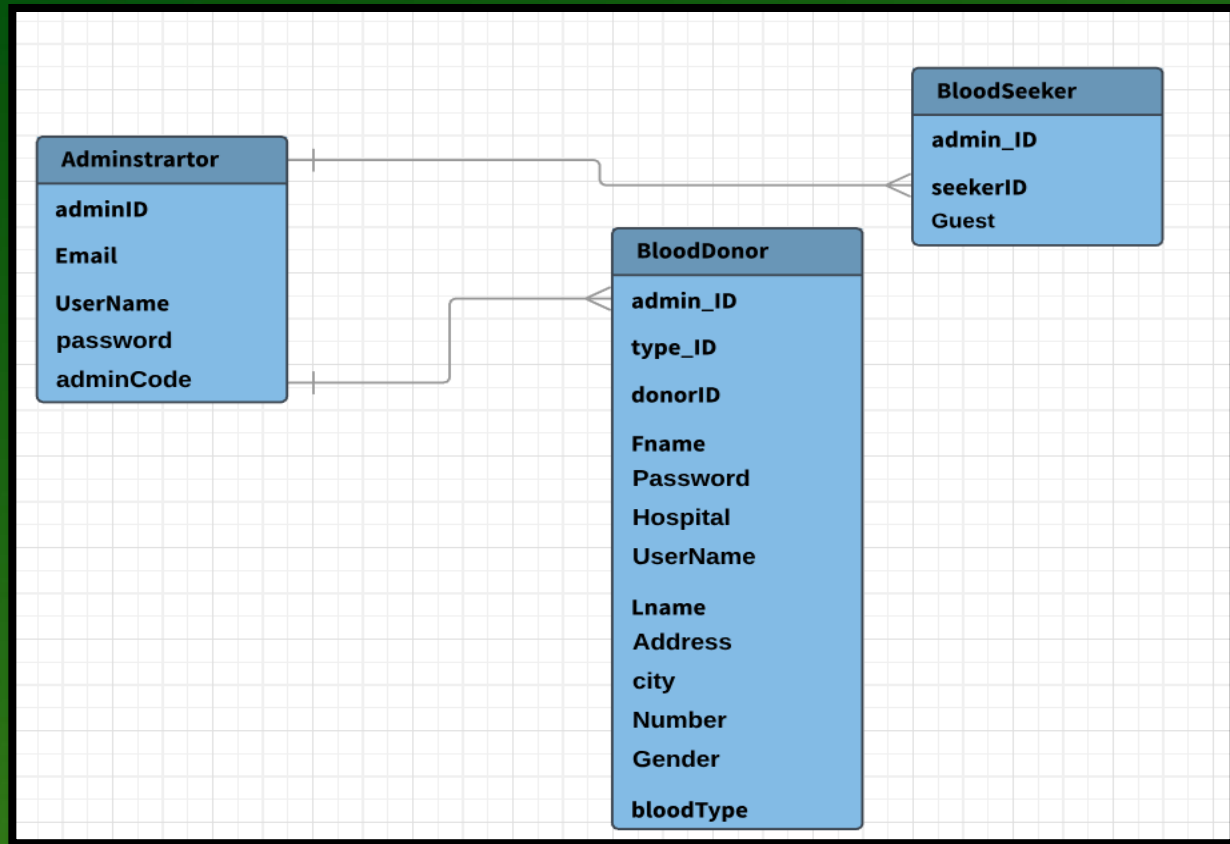 Adminstrartor
adminID
Email
UserName
password
adminCode
BloodDonor
admin_ID
type_ID
donorID
Fname
Password
Hospital
UserName
Lname
Address
city
Number
Gender
bloodType
BloodSeeker
admin_ID
seekerID
Guest